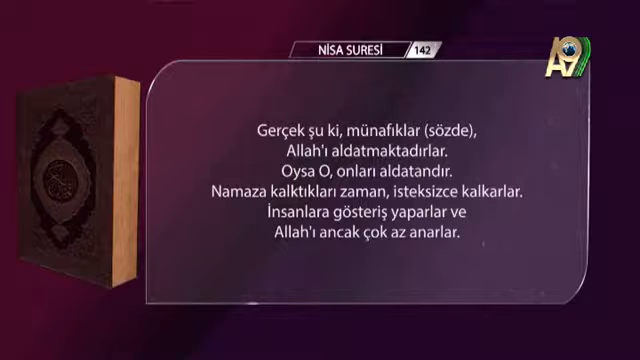 NİSA SURESİ 142
A9
Gerçek şu ki, münafıklar (sözde),
Allah'ı aldatmaktadırlar.
Oysa O, onları aldatandır.
Namaza kalktıkları zaman, isteksizce kalkarlar.
İnsanlara gösteriş yaparlar ve
Allah'ı ancak çok az anarlar.